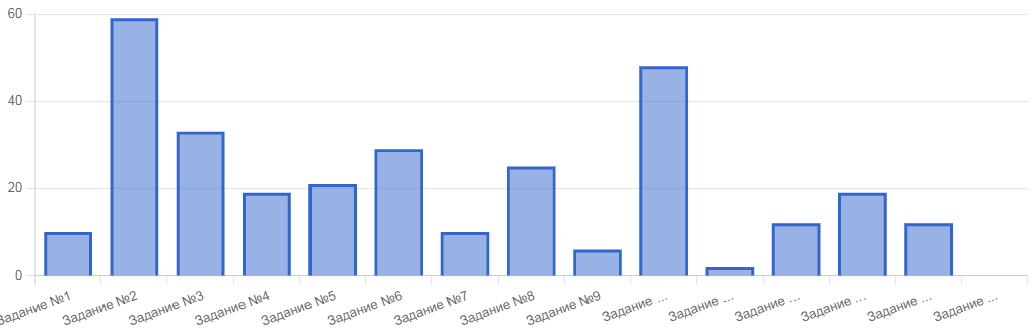 60
40
20
0
Задание №1
Задание №2
Задание №3
Задание №4
Задание №5
Задание №6
Задание №7
Задание №8
Задание №9
Задание ...
Задание ...
Задание ...
Задание ...
Задание ...
Задание ...